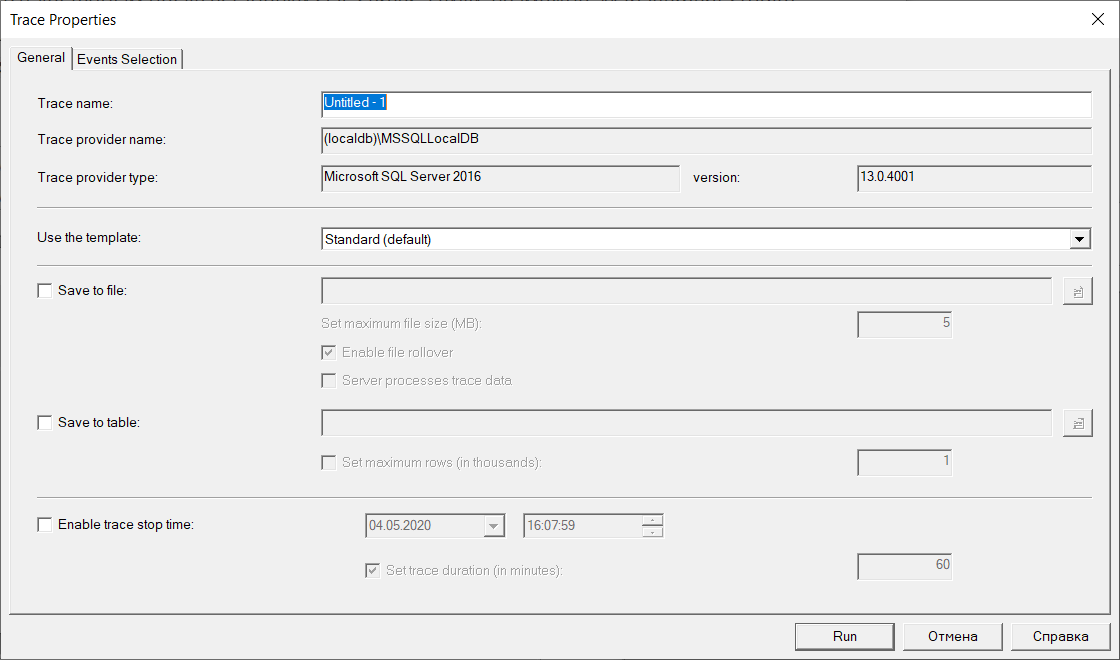 Trace Properties
General Events Selection
Trace name: Untitled - 1
Trace provider name: (localdb)\MSSQLLocalDB
Trace provider type: Microsoft SQL Server 2016 version: 13.0.4001
Use the template: Standard (default)
Save to file:
Set maximum file size (MB): 5
Enable file rollover
Server processes trace data
Save to table:
Set maximum rows (in thousands): 1
Enable trace stop time: 04.05.2020 16:07:59
Set trace duration (in minutes): 60
Run Отмена Справка